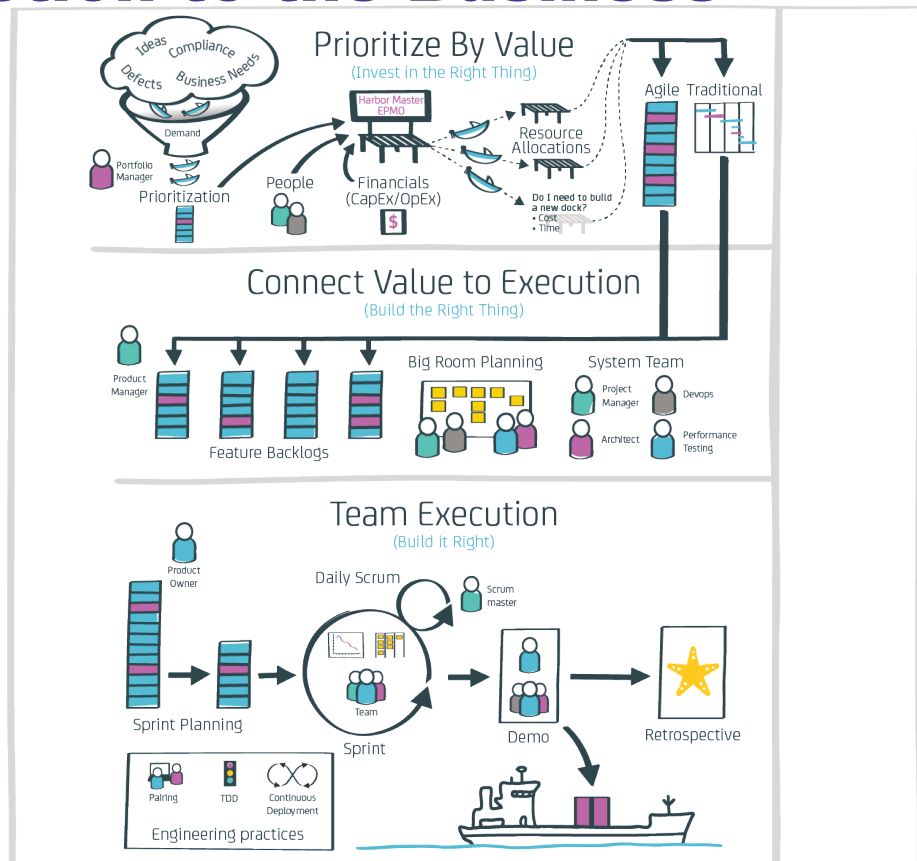 Prioritize By Value
(Invest in the Right Thing)
Ideas
Compliance
Defects
Business Needs
Demand
Portfolio
Manager
Prioritization
People
Harbor Master
EPMO
Financials
(CapEx/OpEx)
$
Resource
Allocations
Do I need to build
a new dock?
• Cost
• Time
Agile
Traditional
Connect Value to Execution
(Build the Right Thing)
Product
Manager
Feature Backlogs
Big Room Planning
System Team
Project
Manager
Devops
Architect
Performance
Testing
Team Execution
(Build it Right)
Product
Owner
Sprint Planning
Daily Scrum
Scrum
master
Team
Sprint
Demo
Retrospective
Pairing
TDD
Continuous
Deployment
Engineering practices